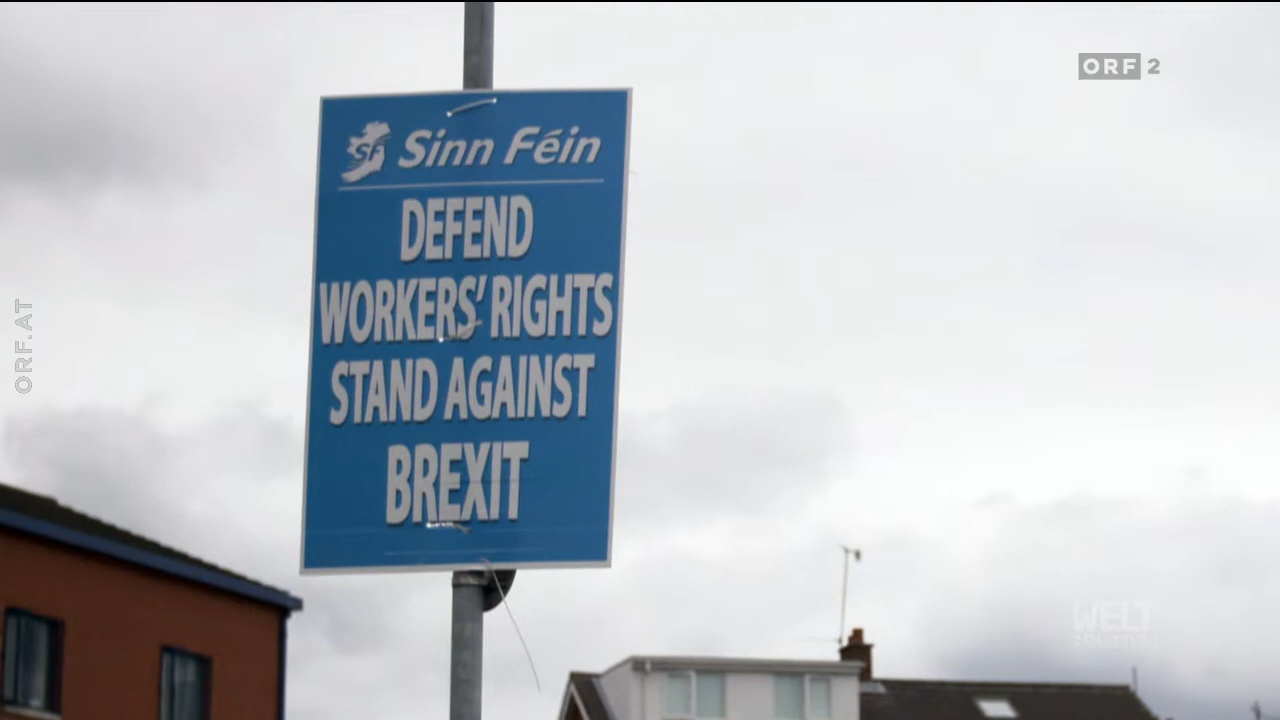 ORF 2
SF
Sinn Féin
DEFEND
WORKERS' RIGHTS
STAND AGAINST
BREXIT
ORF.AT
WELT